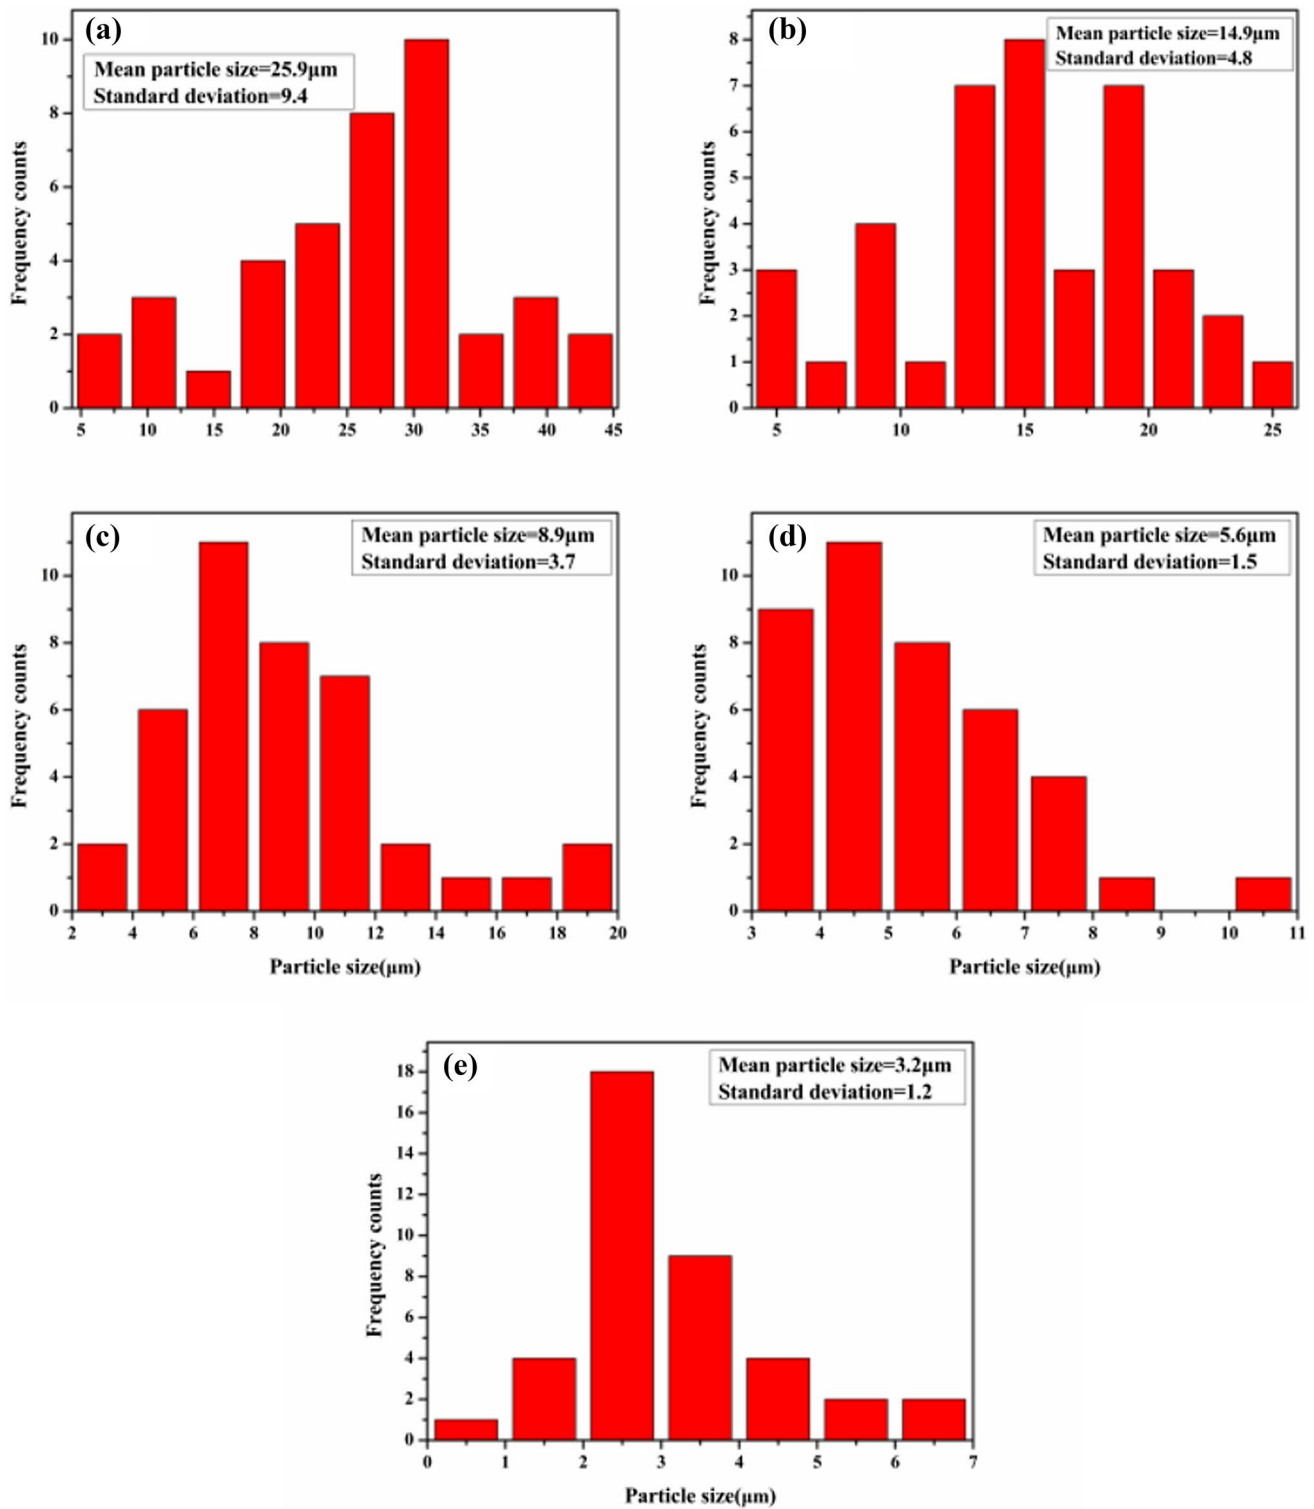 (a)
Mean particle size=25.9μm
Standard deviation=9.4
Frequency counts
10
8
6
4
2
0
5 10 15 20 25 30 35 40 45
(b)
Mean particle size=14.9μm
Standard deviation=4.8
Frequency counts
8
7
6
5
4
3
2
1
0
5 10 15 20 25
(c)
Mean particle size=8.9μm
Standard deviation=3.7
Frequency counts
10
8
6
4
2
0
2 4 6 8 10 12 14 16 18 20
Particle size(μm)
(d)
Mean particle size=5.6μm
Standard deviation=1.5
Frequency counts
10
8
6
4
2
0
3 4 5 6 7 8 9 10 11
Particle size(μm)
(e)
Mean particle size=3.2μm
Standard deviation=1.2
Frequency counts
18
16
14
12
10
8
6
4
2
0
0 1 2 3 4 5 6 7
Particle size(μm)